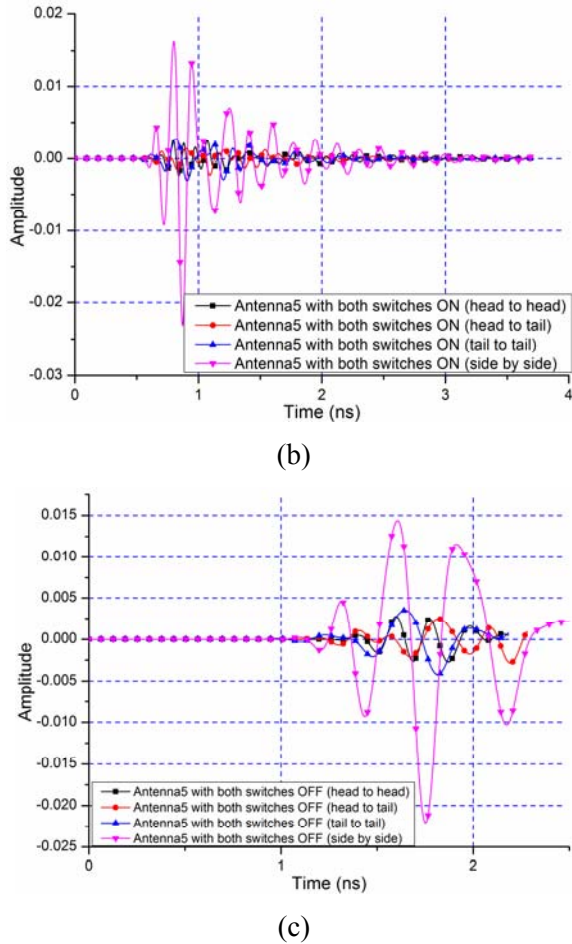 0.02
0.01
0.00
-0.01
-0.02
-0.03
Amplitude
Antenna5 with both switches ON (head to head)
Antenna5 with both switches ON (head to tail)
Antenna5 with both switches ON (tail to tail)
Antenna5 with both switches ON (side by side)
0 1 2 3 4
Time (ns)
(b)
0.015
0.010
0.005
0.000
-0.005
-0.010
-0.015
-0.020
-0.025
Amplitude
Antenna5 with both switches OFF (head to head)
Antenna5 with both switches OFF (head to tail)
Antenna5 with both switches OFF (tail to tail)
Antenna5 with both switches OFF (side by side)
0 1 2
Time (ns)
(c)